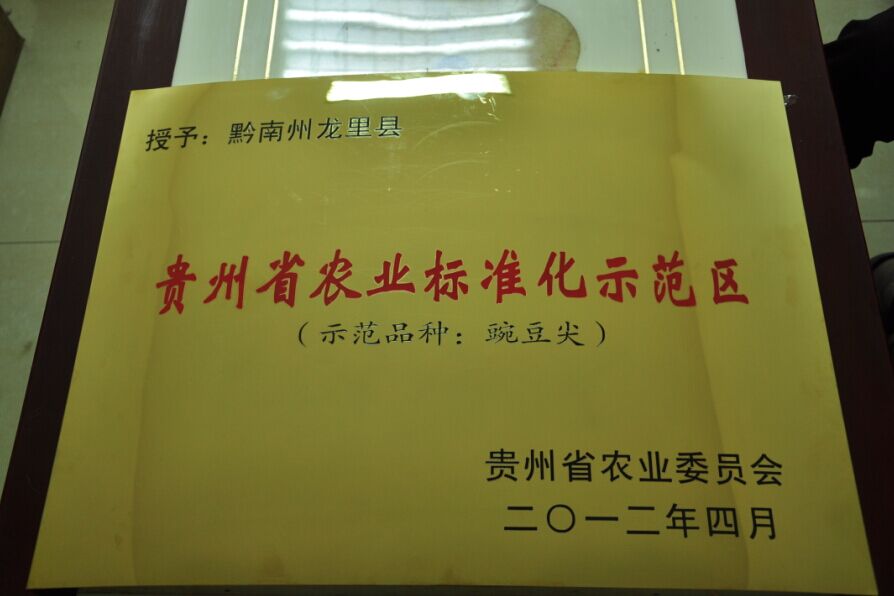 授予：黔南州龙里县
贵州省农业标准化示范区
（示范品种：豌豆尖）
贵州省农业委员会
二〇一二年四月